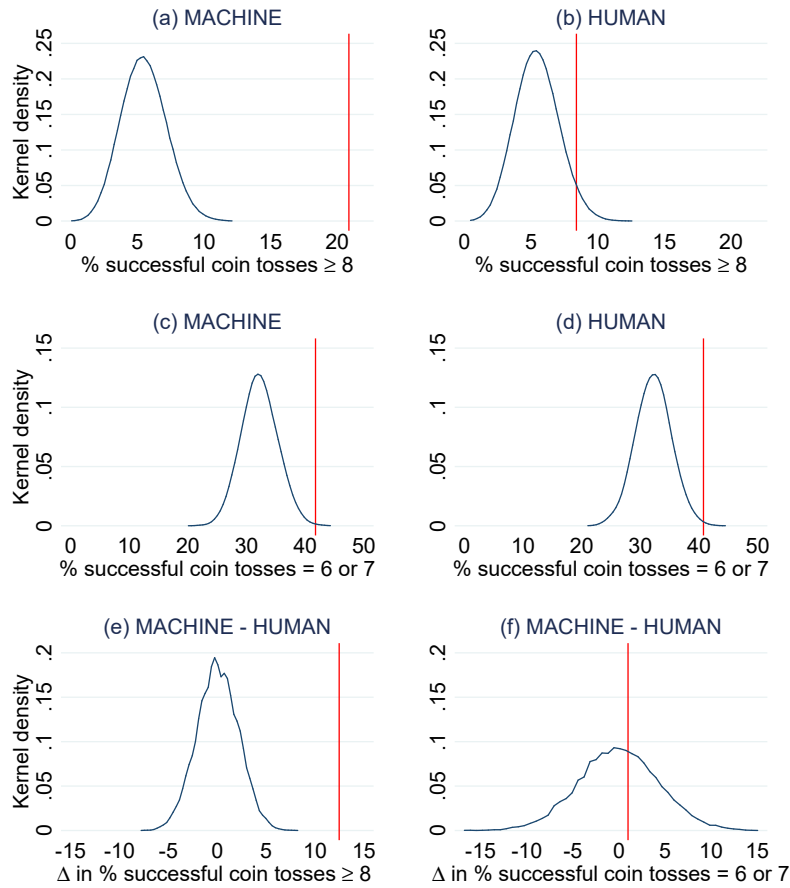 (a) MACHINE
Kernel density
0 .05 .1 .15 .2 .25
0 5 10 15 20
% successful coin tosses ≥ 8
(b) HUMAN
0 .05 .1 .15 .2 .25
0 5 10 15 20
% successful coin tosses ≥ 8
(c) MACHINE
Kernel density
0 .05 .1 .15
0 10 20 30 40 50
% successful coin tosses = 6 or 7
(d) HUMAN
0 .05 .1 .15
0 10 20 30 40 50
% successful coin tosses = 6 or 7
(e) MACHINE - HUMAN
Kernel density
0 .05 .1 .15 .2
-15 -10 -5 0 5 10 15
Δ in % successful coin tosses ≥ 8
(f) MACHINE - HUMAN
0 .05 .1 .15 .2
-15 -10 -5 0 5 10 15
Δ in % successful coin tosses = 6 or 7